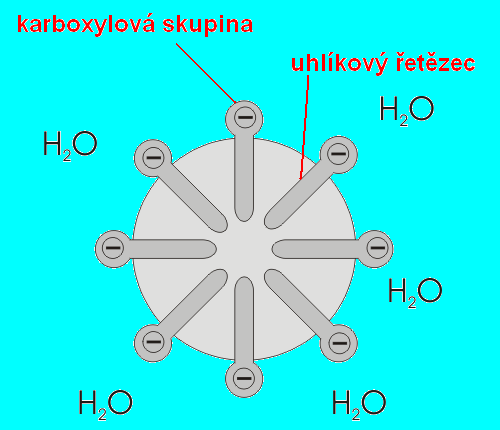 karboxylová skupina
uhlíkový řetězec
H₂O
H₂O
H₂O
H₂O
H₂O